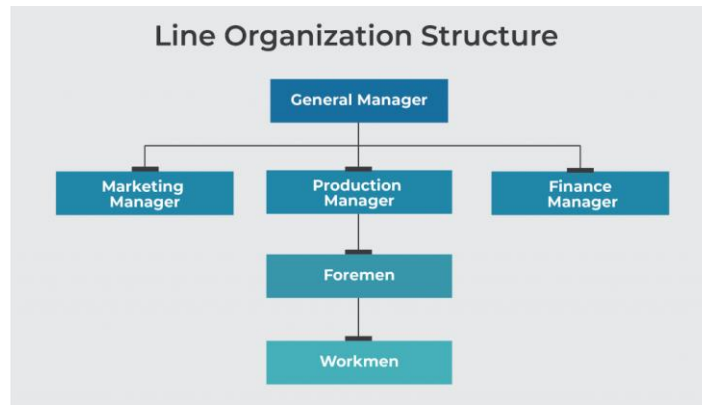 Line Organization Structure
General Manager
Marketing
Manager
Production
Manager
Finance
Manager
Foremen
Workmen